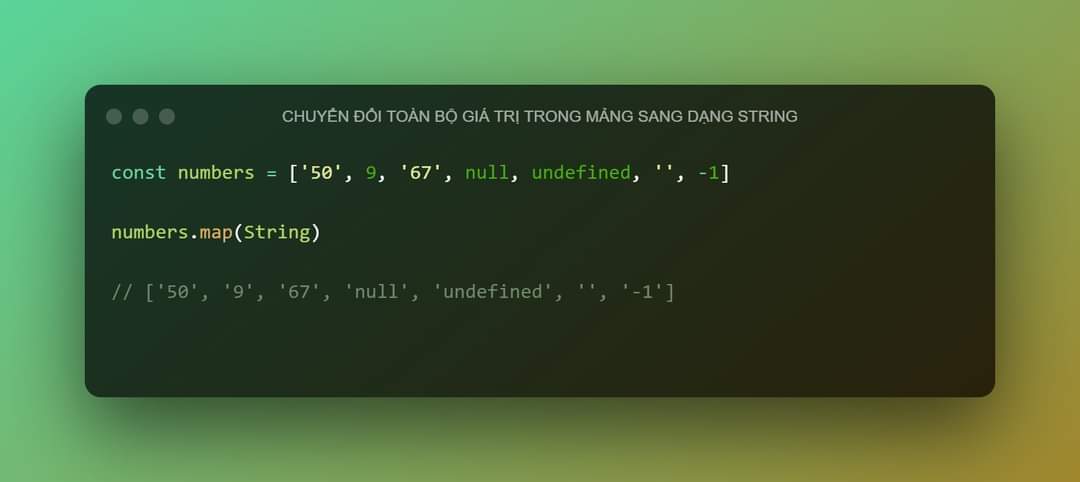 CHUYỂN ĐỔI TOÀN BỘ GIÁ TRỊ TRONG MẢNG SANG DẠNG STRING
const numbers = ['50', 9, '67', null, undefined, '', -1]
numbers.map(String)
// ['50', '9', '67', 'null', 'undefined', '', '-1']